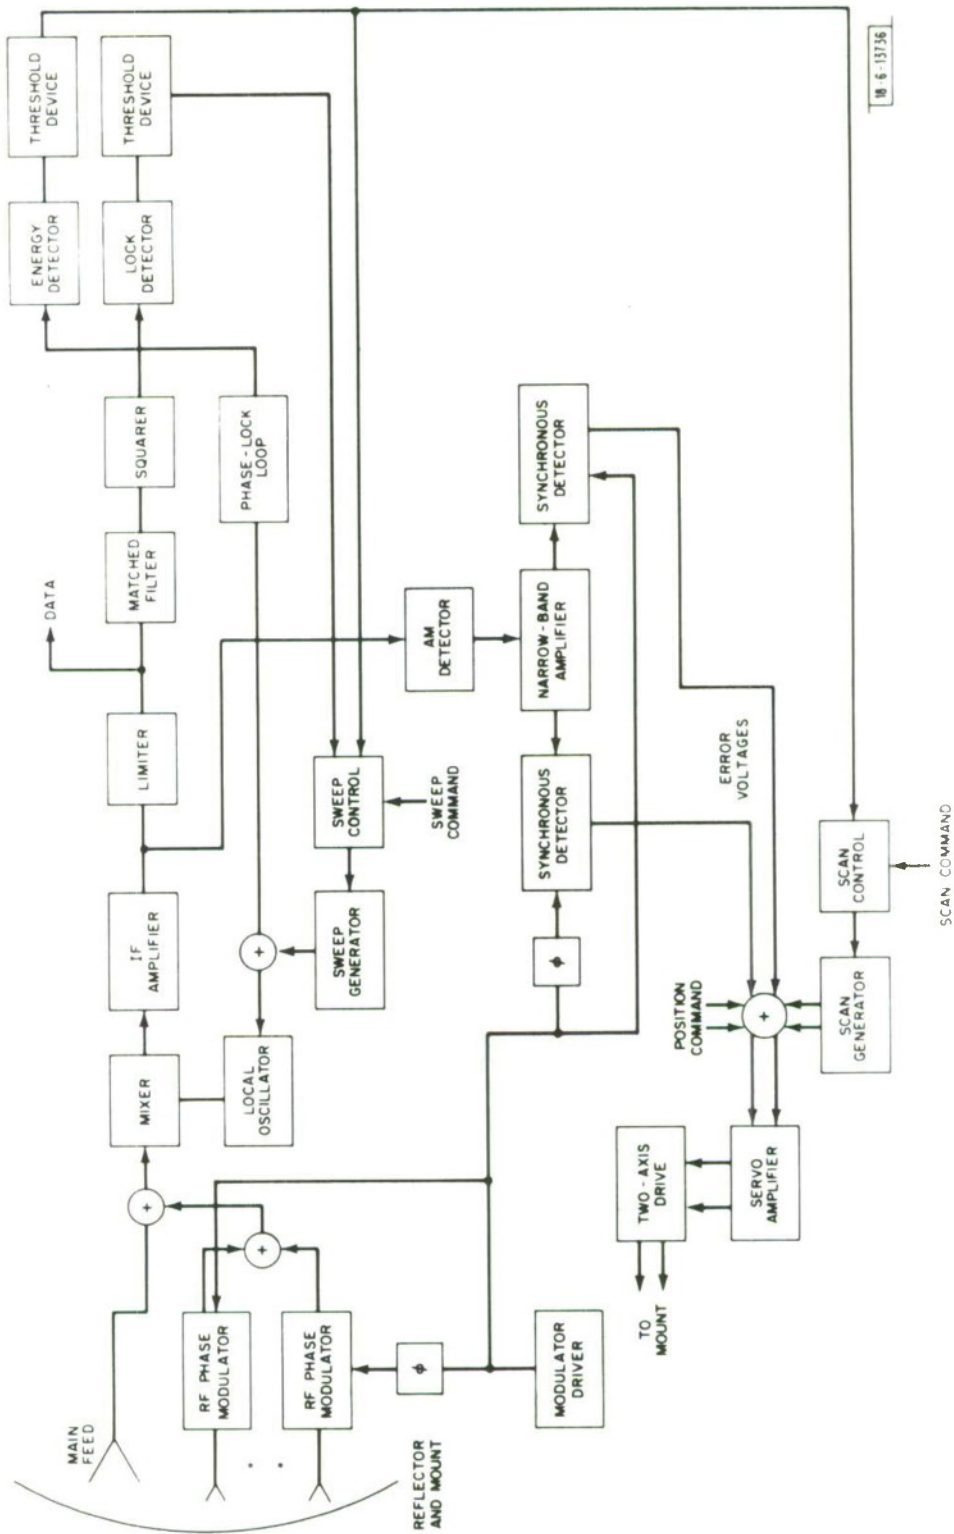 MAIN
FEED
RF PHASE
MODULATOR
RF PHASE
MODULATOR
REFLECTOR
AND MOUNT
ϕ
MODULATOR
DRIVER
+
+
MIXER
LOCAL
OSCILLATOR
IF
AMPLIFIER
+
SWEEP
GENERATOR
SWEEP
CONTROL
SWEEP
COMMAND
LIMITER
DATA
MATCHED
FILTER
SQUARER
PHASE-LOCK
LOOP
ENERGY
DETECTOR
THRESHOLD
DEVICE
LOCK
DETECTOR
THRESHOLD
DEVICE
AM
DETECTOR
ϕ
SYNCHRONOUS
DETECTOR
NARROW-BAND
AMPLIFIER
SYNCHRONOUS
DETECTOR
ERROR
VOLTAGES
TO
MOUNT
TWO-AXIS
DRIVE
SERVO
AMPLIFIER
POSITION
COMMAND
+
SCAN
GENERATOR
SCAN
CONTROL
SCAN COMMAND
18-6-13736